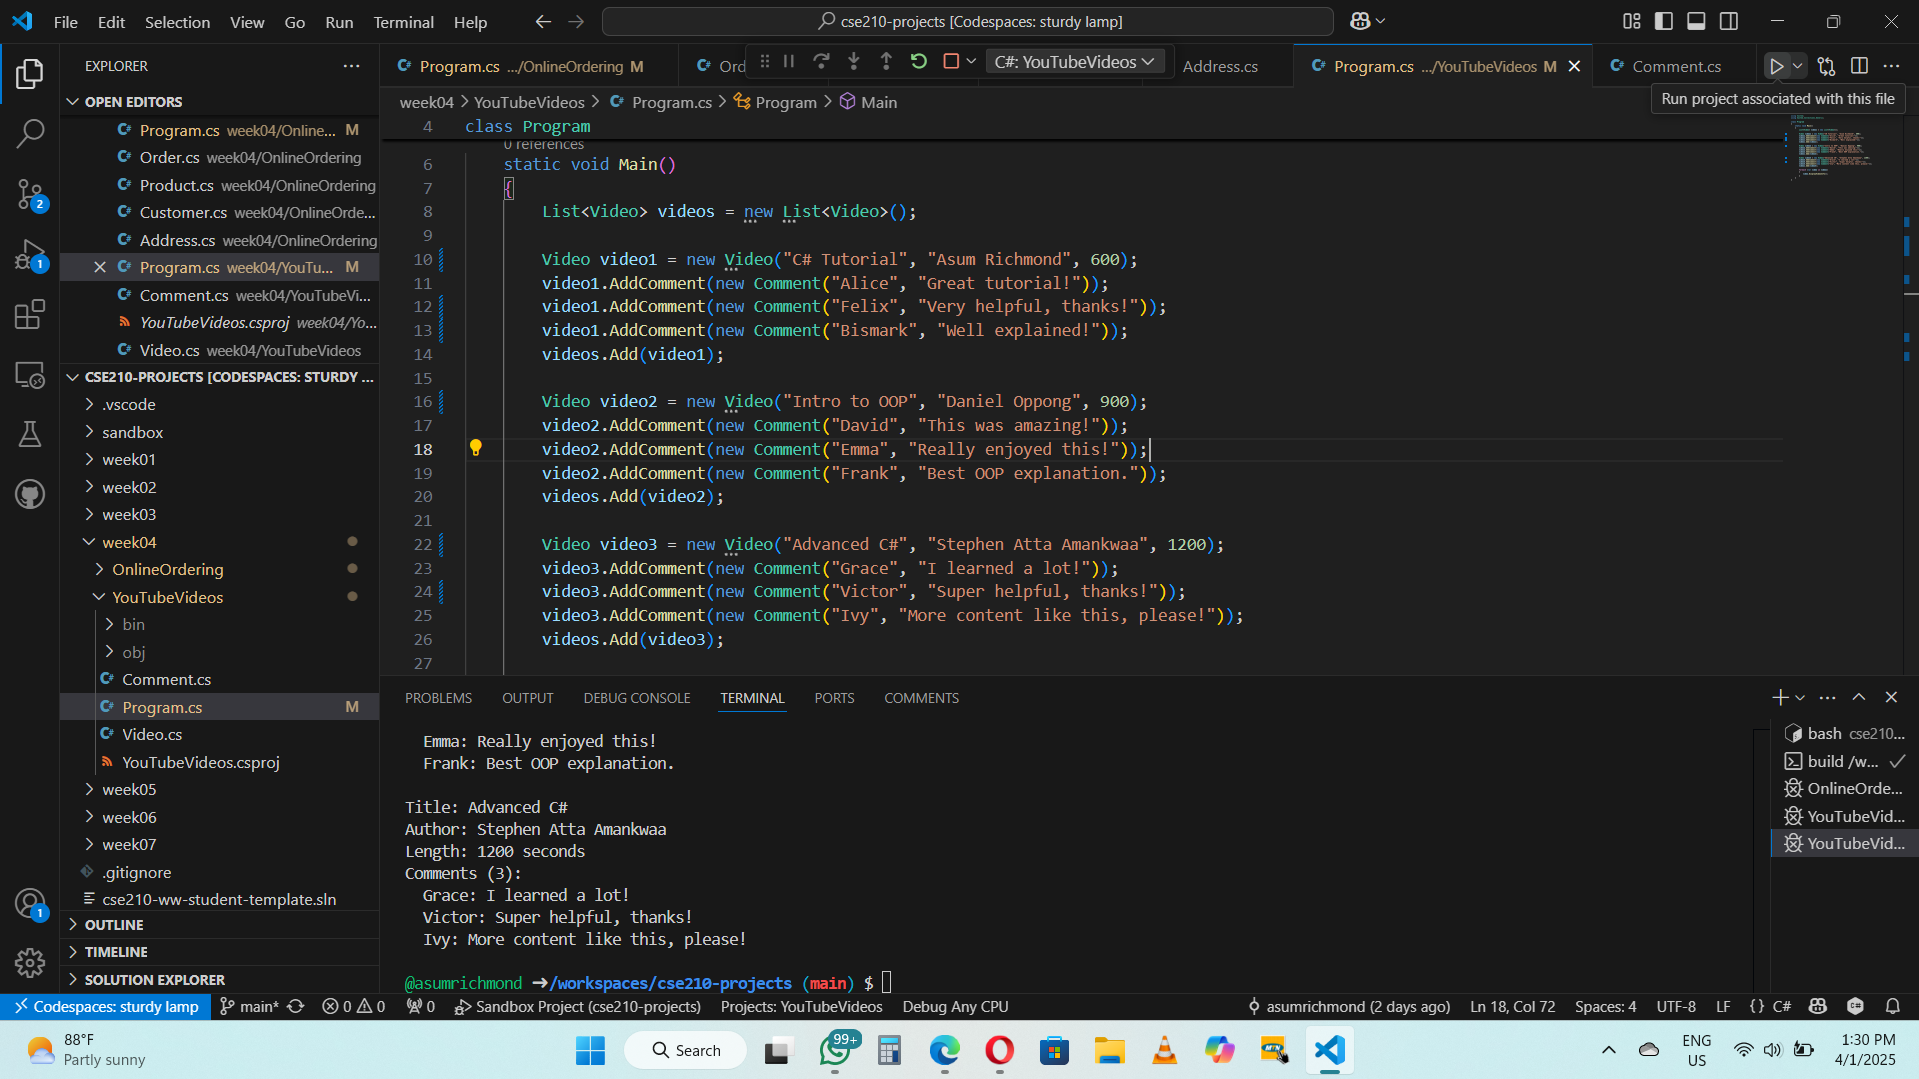 File Edit Selection View Go Run Terminal Help
cse210-projects [Codespaces: sturdy lamp]
EXPLORER
OPEN EDITORS
Program.cs week04/Online... M
Order.cs week04/OnlineOrdering
Product.cs week04/OnlineOrdering
Customer.cs week04/OnlineOrde...
Address.cs week04/OnlineOrdering
Program.cs week04/YouTu... M
Comment.cs week04/YouTubeVi...
YouTubeVideos.csproj week04/Yo...
Video.cs week04/YouTubeVideos
CSE210-PROJECTS [CODESPACES: STURDY ...
.vscode
sandbox
week01
week02
week03
week04
OnlineOrdering
YouTubeVideos
bin
obj
Comment.cs
Program.cs M
Video.cs
YouTubeVideos.csproj
week05
week06
week07
.gitignore
cse210-ww-student-template.sln
OUTLINE
TIMELINE
SOLUTION EXPLORER
2
1
1
Program.cs .../OnlineOrdering M
Ord
C#: YouTubeVideos
Address.cs
Program.cs .../YouTubeVideos M
Comment.cs
Run project associated with this file
week04 > YouTubeVideos > Program.cs > Program > Main
4 class Program
0 references
6 static void Main()
7 {
8 List<Video> videos = new List<Video>();
9
10 Video video1 = new Video("C# Tutorial", "Asum Richmond", 600);
11 video1.AddComment(new Comment("Alice", "Great tutorial!"));
12 video1.AddComment(new Comment("Felix", "Very helpful, thanks!"));
13 video1.AddComment(new Comment("Bismark", "Well explained!"));
14 videos.Add(video1);
15
16 Video video2 = new Video("Intro to OOP", "Daniel Oppong", 900);
17 video2.AddComment(new Comment("David", "This was amazing!"));
18 video2.AddComment(new Comment("Emma", "Really enjoyed this!"));
19 video2.AddComment(new Comment("Frank", "Best OOP explanation."));
20 videos.Add(video2);
21
22 Video video3 = new Video("Advanced C#", "Stephen Atta Amankwaa", 1200);
23 video3.AddComment(new Comment("Grace", "I learned a lot!"));
24 video3.AddComment(new Comment("Victor", "Super helpful, thanks!"));
25 video3.AddComment(new Comment("Ivy", "More content like this, please!"));
26 videos.Add(video3);
27
PROBLEMS OUTPUT DEBUG CONSOLE TERMINAL PORTS COMMENTS
Emma: Really enjoyed this!
Frank: Best OOP explanation.
Title: Advanced C#
Author: Stephen Atta Amankwaa
Length: 1200 seconds
Comments (3):
Grace: I learned a lot!
Victor: Super helpful, thanks!
Ivy: More content like this, please!
@asumrichmond ➜/workspaces/cse210-projects (main) $
bash cse210...
build /w...
OnlineOrde...
YouTubeVid...
YouTubeVid...
Codespaces: sturdy lamp main* 0 0 0 Sandbox Project (cse210-projects) Projects: YouTubeVideos Debug Any CPU asumrichmond (2 days ago) Ln 18, Col 72 Spaces: 4 UTF-8 LF {} C#
88°F
Partly sunny
Search
99+
ENG
US
1:30 PM
4/1/2025